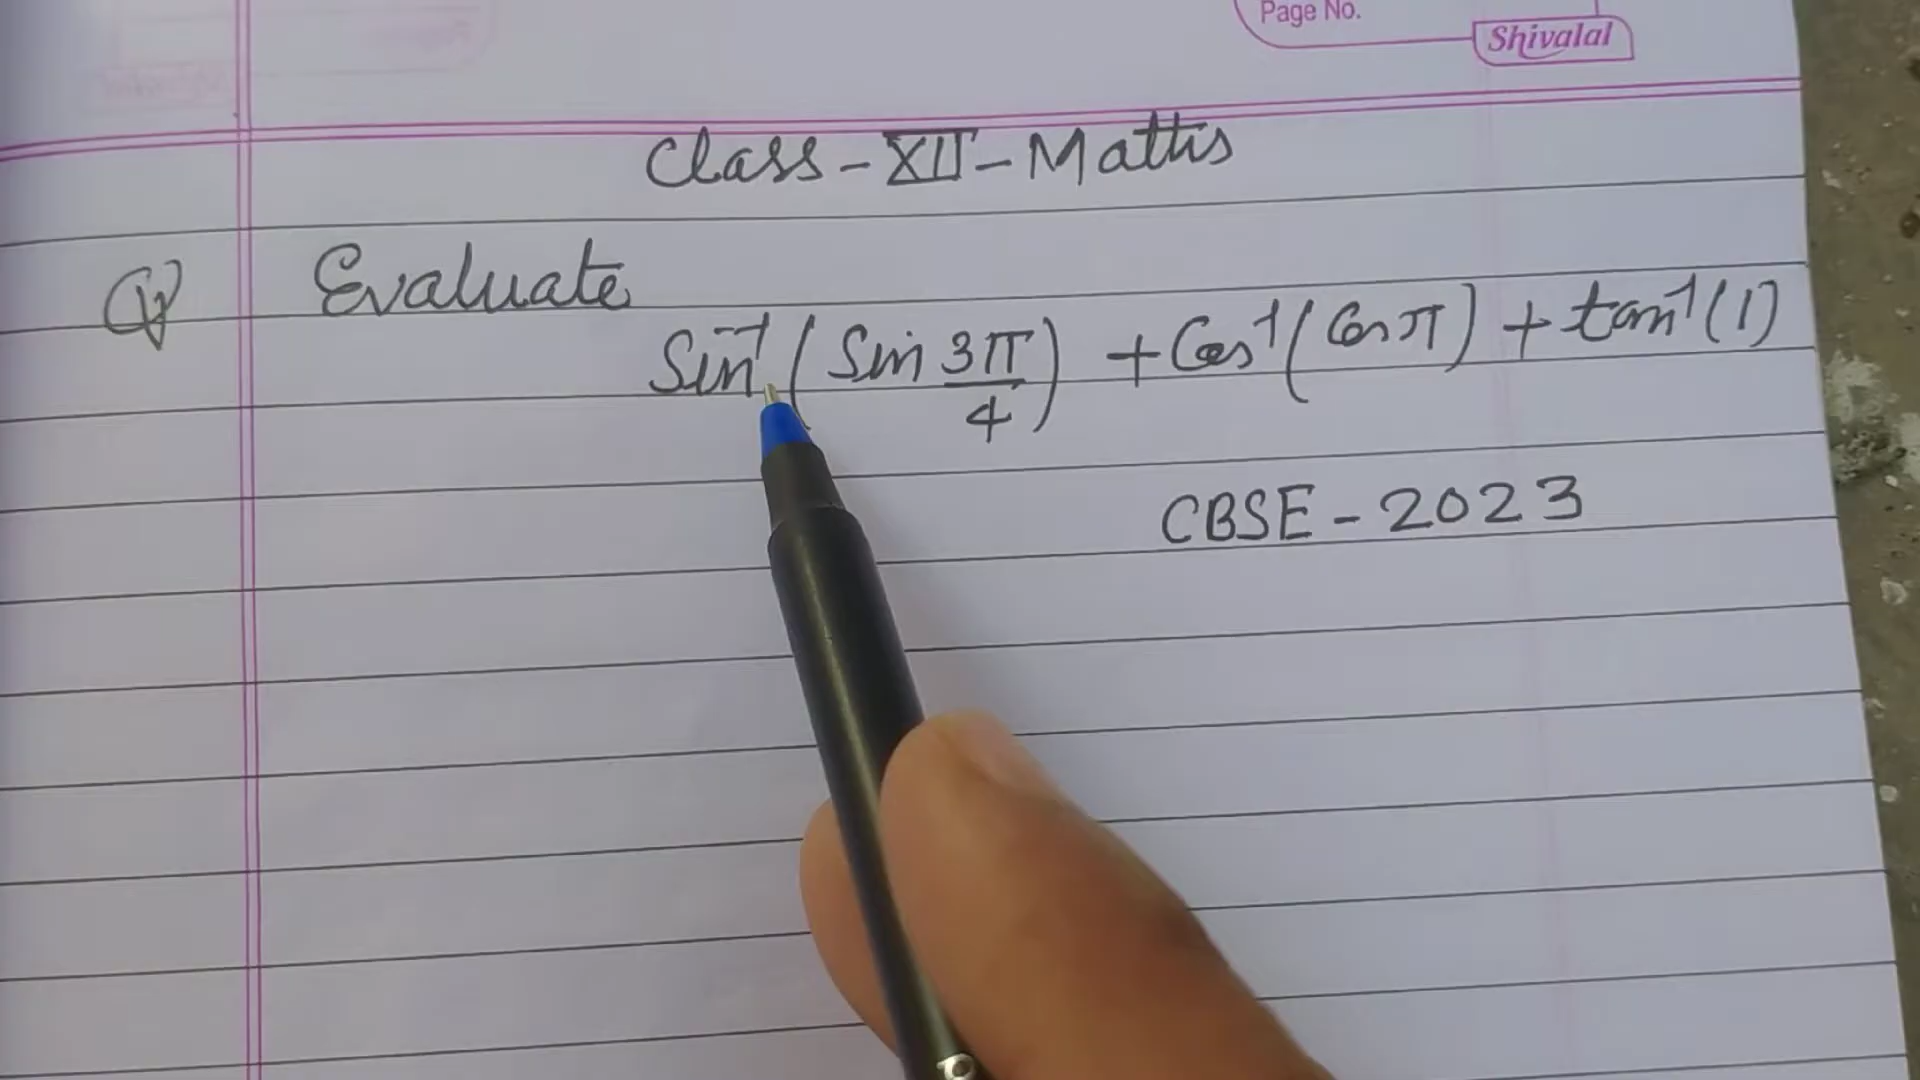 Page No.
Shivalal
Class - XII - Maths
Q Evaluate
Sin⁻¹ (Sin 3π/4) + Cos⁻¹ (Cos π) + tan⁻¹ (1)
CBSE - 2023